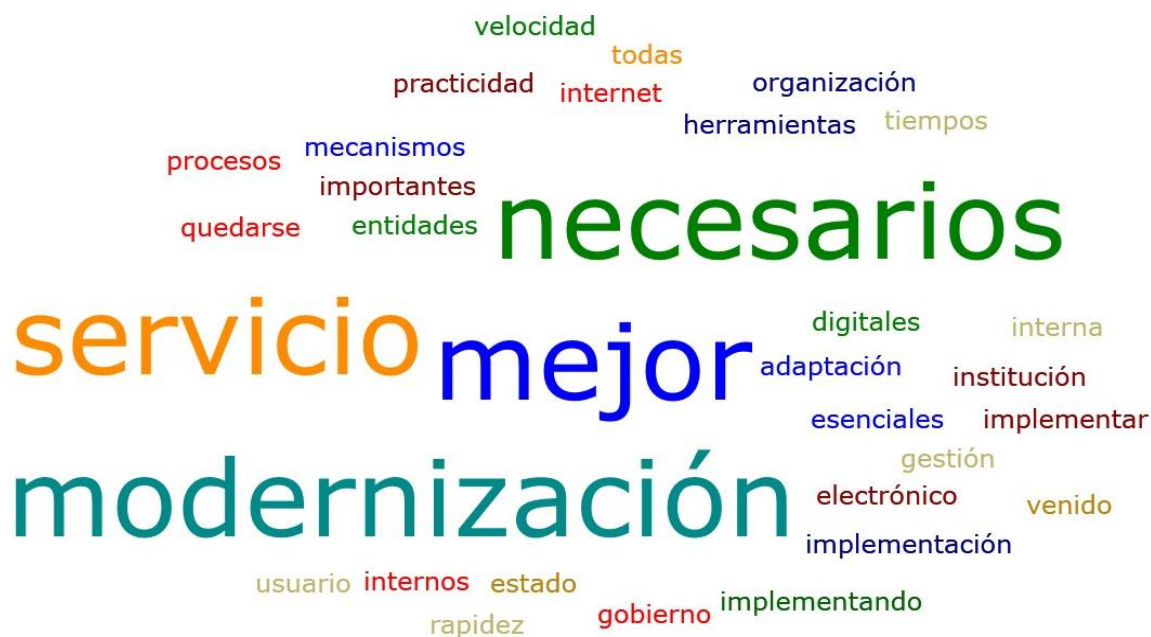 velocidad
todas
practicidad internet organización
herramientas tiempos
procesos mecanismos
importantes
quedarse entidades necesarios
servicio mejor digitales interna
adaptación institución
esenciales implementar
gestión
modernización electrónico venido
implementación
usuario internos estado implementando
rapidez gobierno